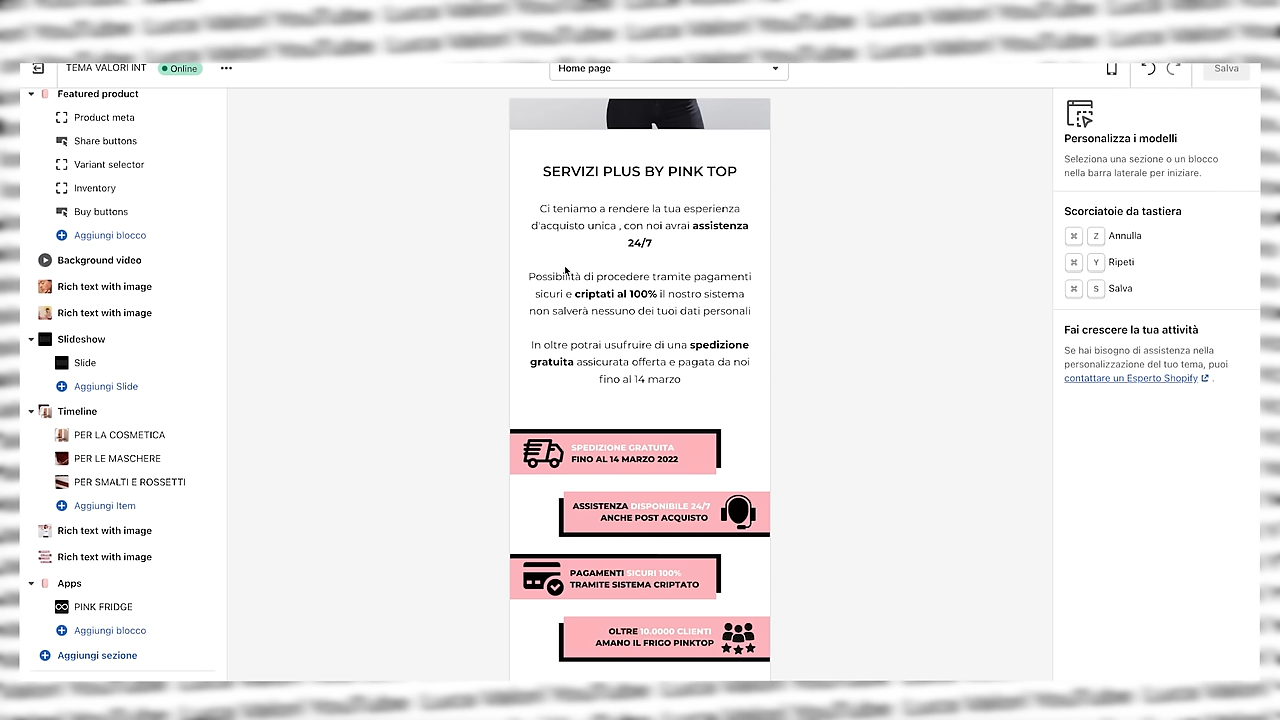 TEMA VALORI INT
Online
Home page
Salva
Featured product
Product meta
Share buttons
Variant selector
Inventory
Buy buttons
Aggiungi blocco
Background video
Rich text with image
Rich text with image
Slideshow
Slide
Aggiungi Slide
Timeline
PER LA COSMETICA
PER LE MASCHERE
PER SMALTI E ROSSETTI
Aggiungi Item
Rich text with image
Rich text with image
Apps
PINK FRIDGE
Aggiungi blocco
Aggiungi sezione
SERVIZI PLUS BY PINK TOP
Ci teniamo a rendere la tua esperienza
d'acquisto unica , con noi avrai assistenza
24/7
Possibilità di procedere tramite pagamenti
sicuri e criptati al 100% il nostro sistema
non salverà nessuno dei tuoi dati personali
In oltre potrai usufruire di una spedizione
gratuita assicurata offerta e pagata da noi
fino al 14 marzo
SPEDIZIONE GRATUITA
FINO AL 14 MARZO 2022
ASSISTENZA DISPONIBILE 24/7
ANCHE POST ACQUISTO
PAGAMENTI SICURI 100%
TRAMITE SISTEMA CRIPTATO
OLTRE 10.0000 CLIENTI
AMANO IL FRIGO PINKTOP
Personalizza i modelli
Seleziona una sezione o un blocco
nella barra laterale per iniziare.
Scorciatoie da tastiera
⌘ Z Annulla
⌘ Y Ripeti
⌘ S Salva
Fai crescere la tua attività
Se hai bisogno di assistenza nella
personalizzazione del tuo tema, puoi
contattare un Esperto Shopify .